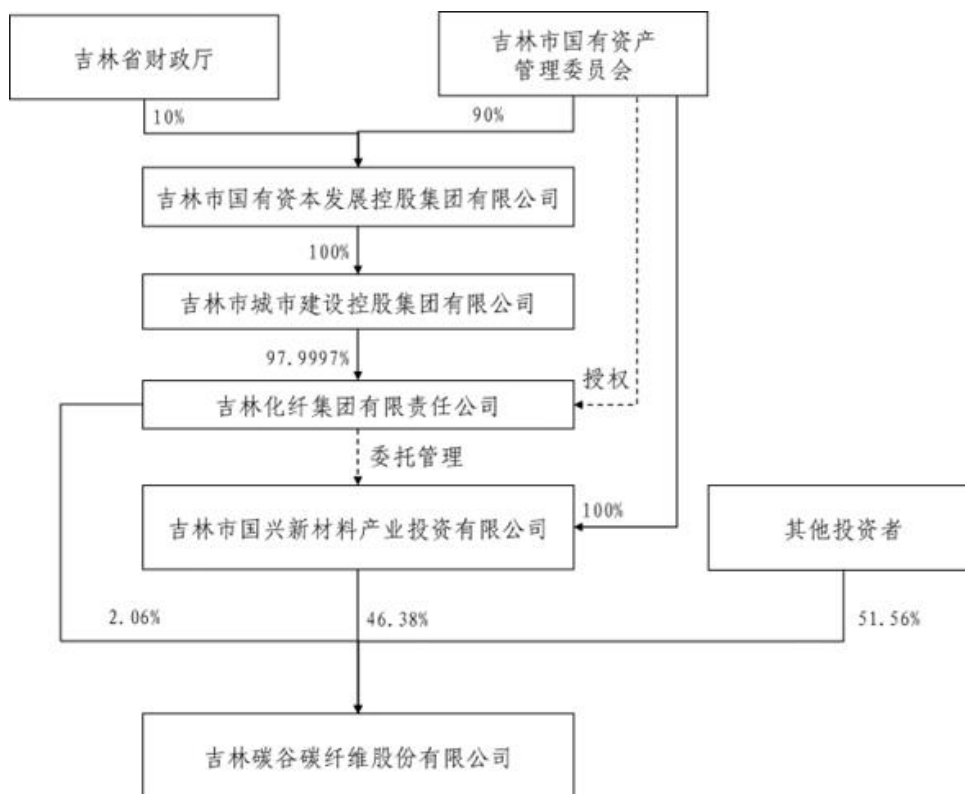 吉林省财政厅
吉林市国有资产
管理委员会
10%
90%
吉林市国有资本发展控股集团有限公司
100%
吉林市城市建设控股集团有限公司
97.9997%
授权
吉林化纤集团有限责任公司
委托管理
吉林市国兴新材料产业投资有限公司
100%
其他投资者
2.06%
46.38%
51.56%
吉林碳谷碳纤维股份有限公司